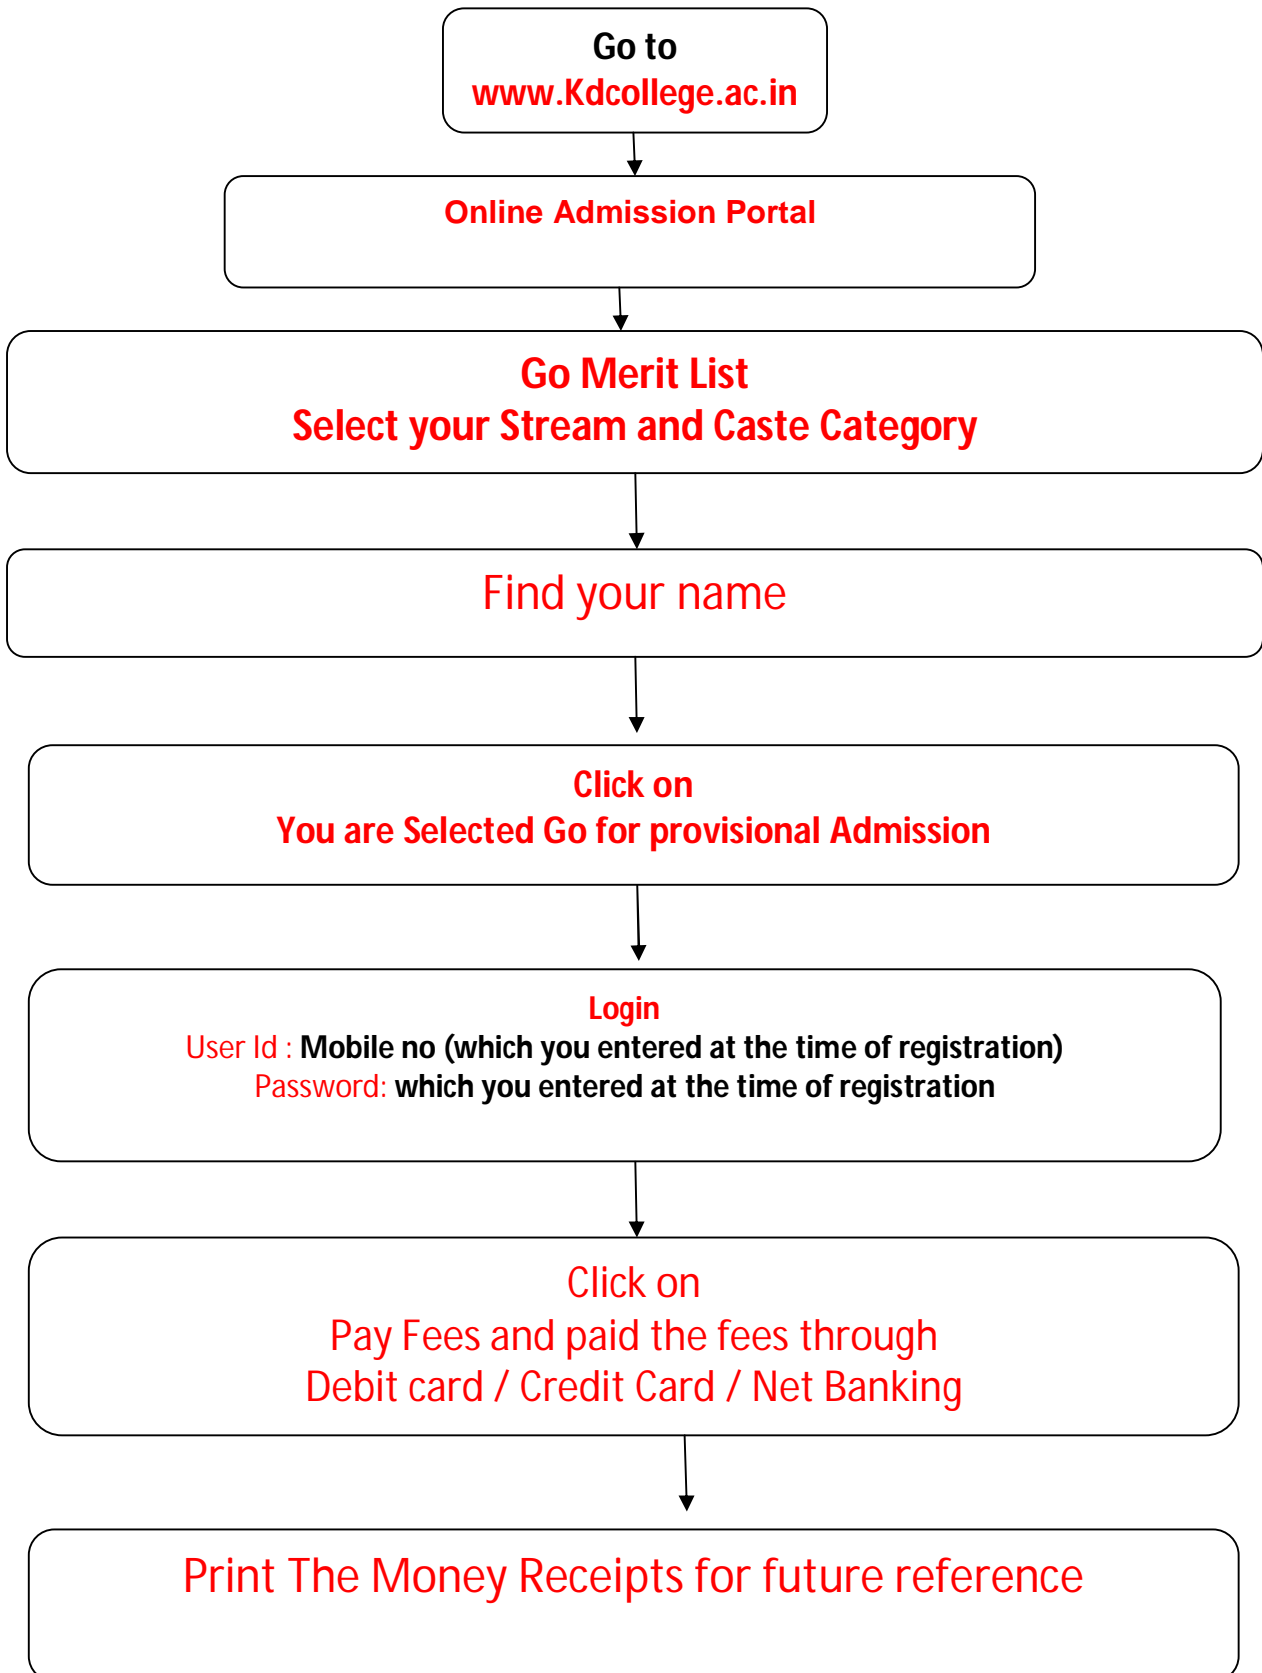 Go to
www.Kdcollege.ac.in
Online Admission Portal
Go Merit List
Select your Stream and Caste Category
Find your name
Click on
You are Selected Go for provisional Admission
Login
User Id : Mobile no (which you entered at the time of registration)
Password: which you entered at the time of registration
Click on
Pay Fees and paid the fees through
Debit card / Credit Card / Net Banking
Print The Money Receipts for future reference